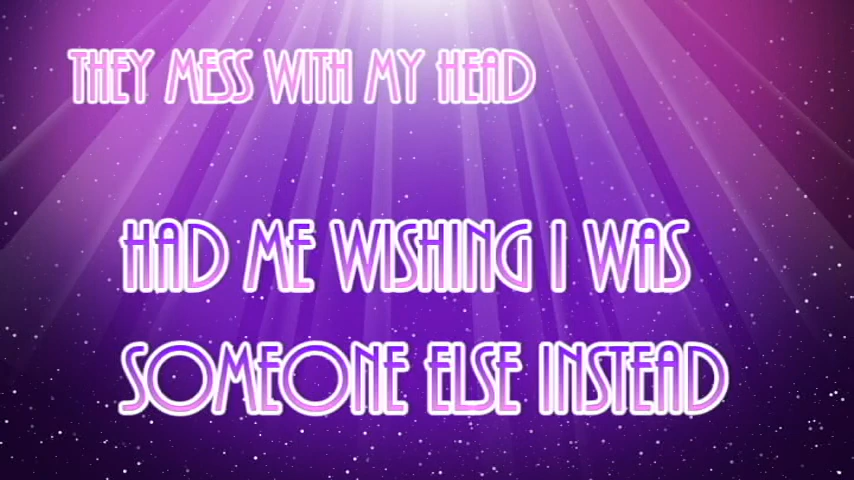 THEY MESS WITH MY HEAD
HAD ME WISHING I WAS
SOMEONE ELSE INSTEAD